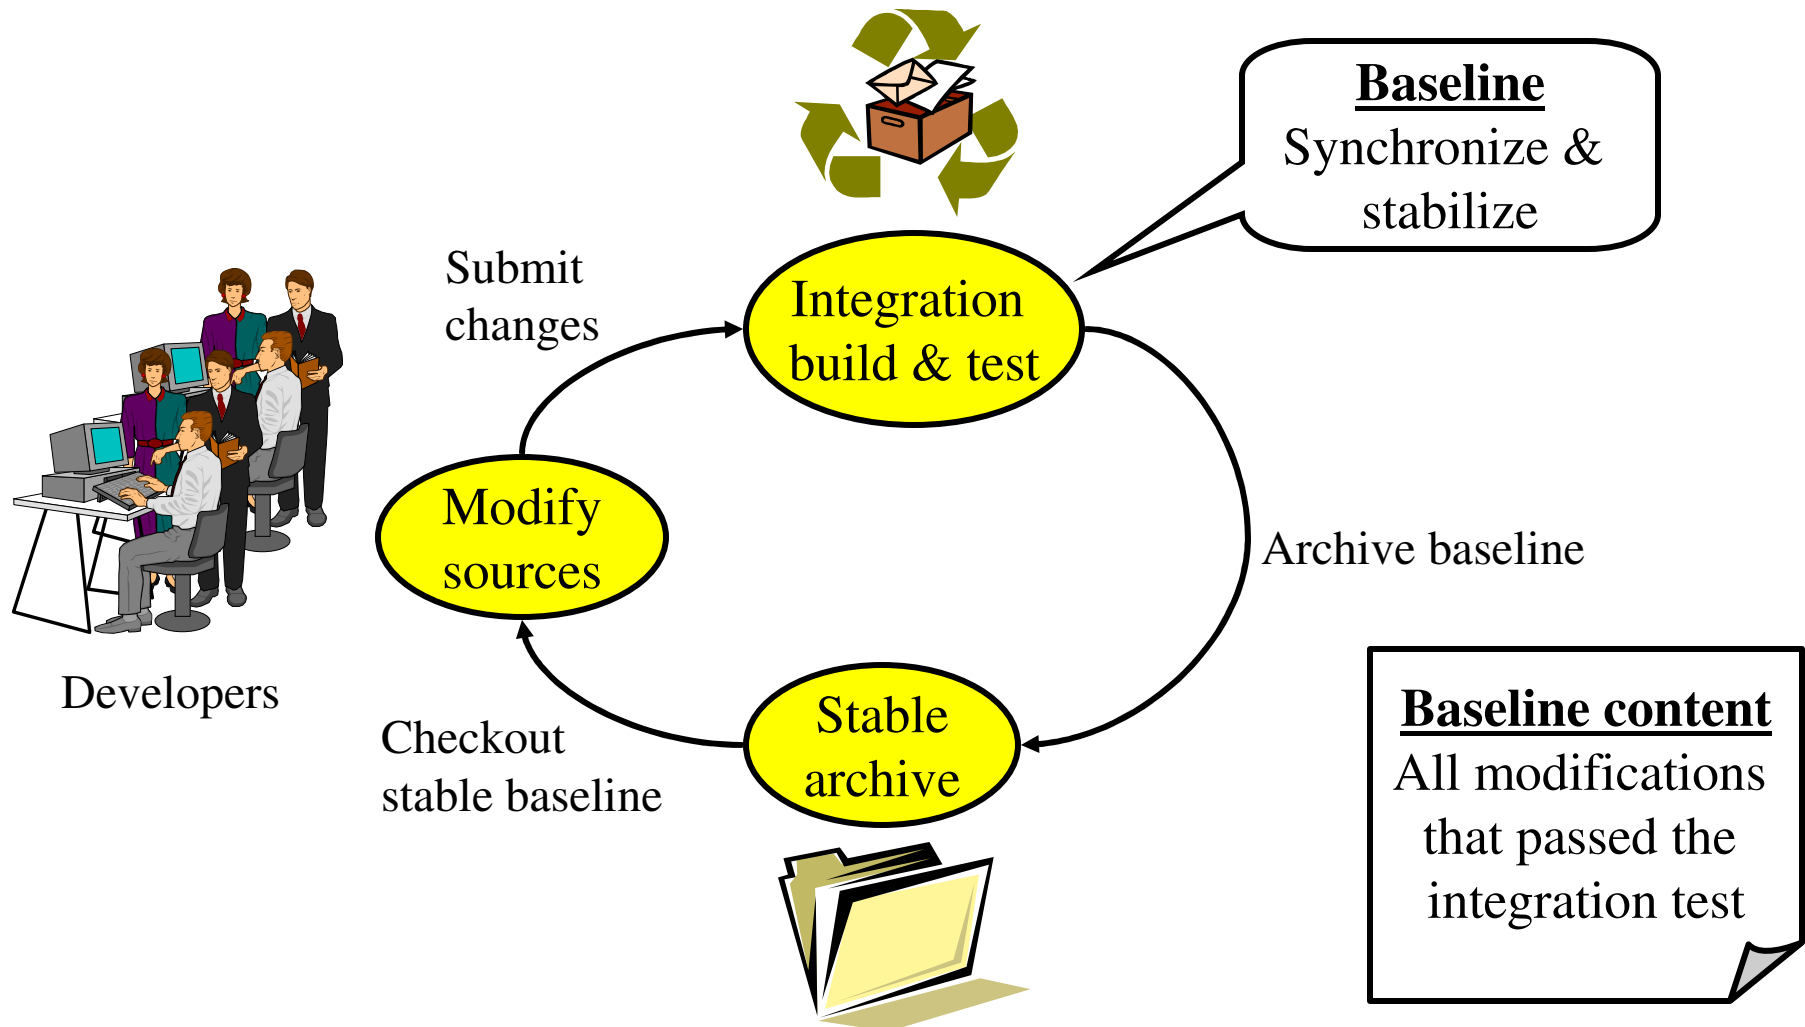 Baseline
Synchronize &
stabilize
Submit
changes
Integration
build & test
Modify
sources
Archive baseline
Developers
Checkout
stable baseline
Stable
archive
Baseline content
All modifications
that passed the
integration test